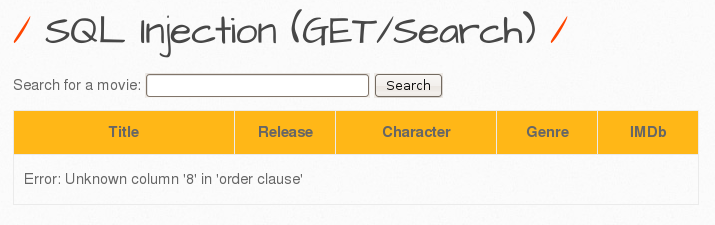 / SQL Injection (GET/Search) /
Search for a movie: Search
Title Release Character Genre IMDb
Error: Unknown column '8' in 'order clause'